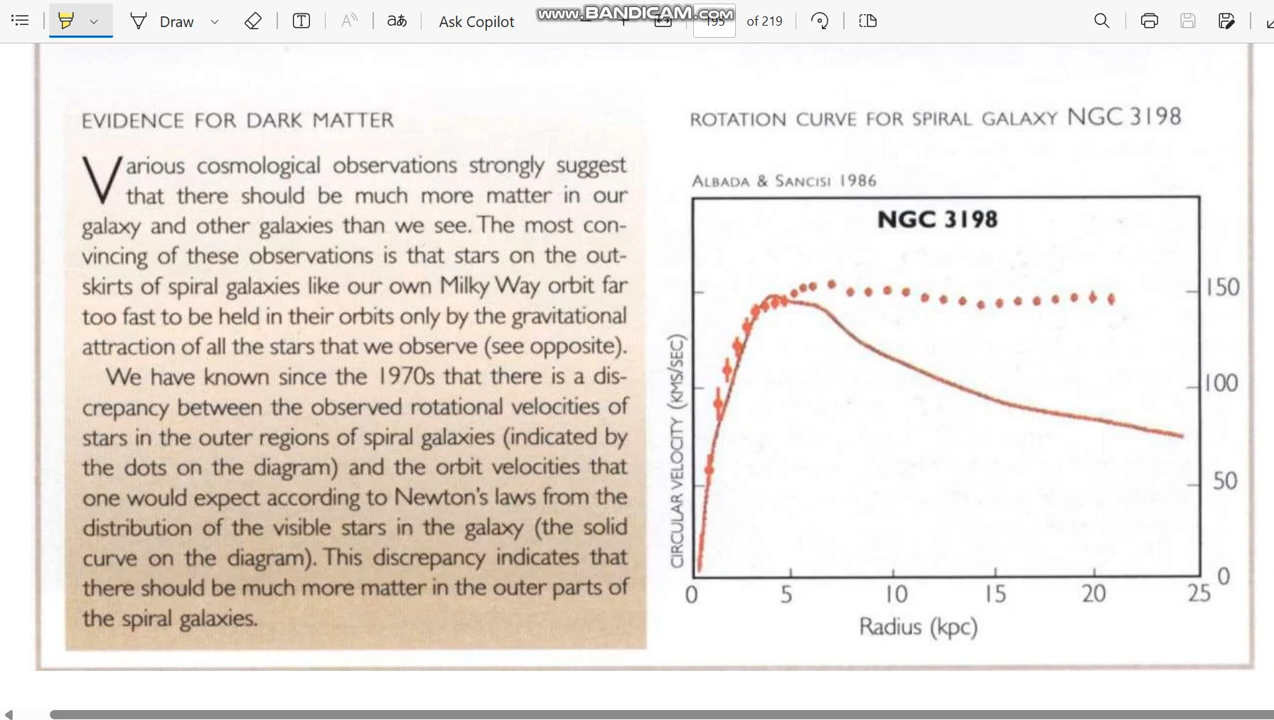 Draw
Ask Copilot
www.BANDICAM.com
195 of 219
EVIDENCE FOR DARK MATTER
Various cosmological observations strongly suggest
that there should be much more matter in our
galaxy and other galaxies than we see. The most con-
vincing of these observations is that stars on the out-
skirts of spiral galaxies like our own Milky Way orbit far
too fast to be held in their orbits only by the gravitational
attraction of all the stars that we observe (see opposite).
We have known since the 1970s that there is a dis-
crepancy between the observed rotational velocities of
stars in the outer regions of spiral galaxies (indicated by
the dots on the diagram) and the orbit velocities that
one would expect according to Newton's laws from the
distribution of the visible stars in the galaxy (the solid
curve on the diagram). This discrepancy indicates that
there should be much more matter in the outer parts of
the spiral galaxies.
ROTATION CURVE FOR SPIRAL GALAXY NGC 3198
ALBADA & SANCISI 1986
NGC 3198
CIRCULAR VELOCITY (KMS/SEC)
150
100
50
0
0 5 10 15 20 25
Radius (kpc)